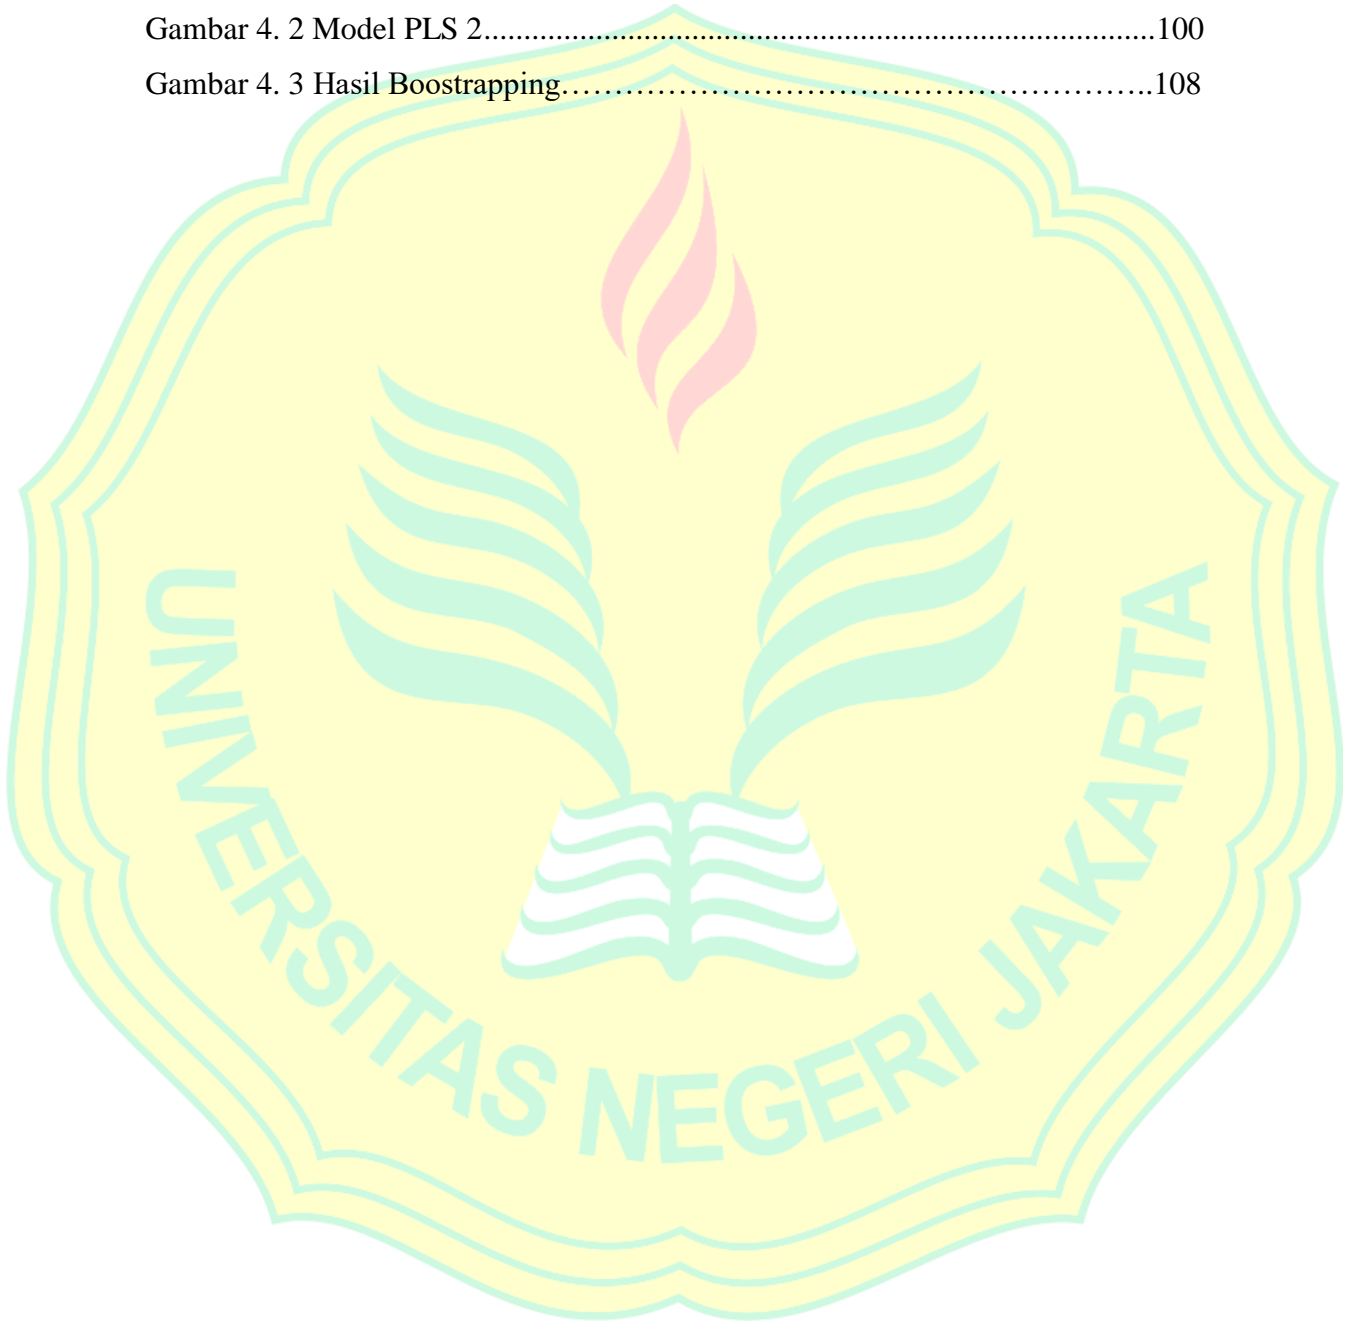 Gambar 4. 2 Model PLS 2....................................................................................100
Gambar 4. 3 Hasil Boostrapping………………………………………………..108
UNIVERSITAS NEGERI JAKARTA